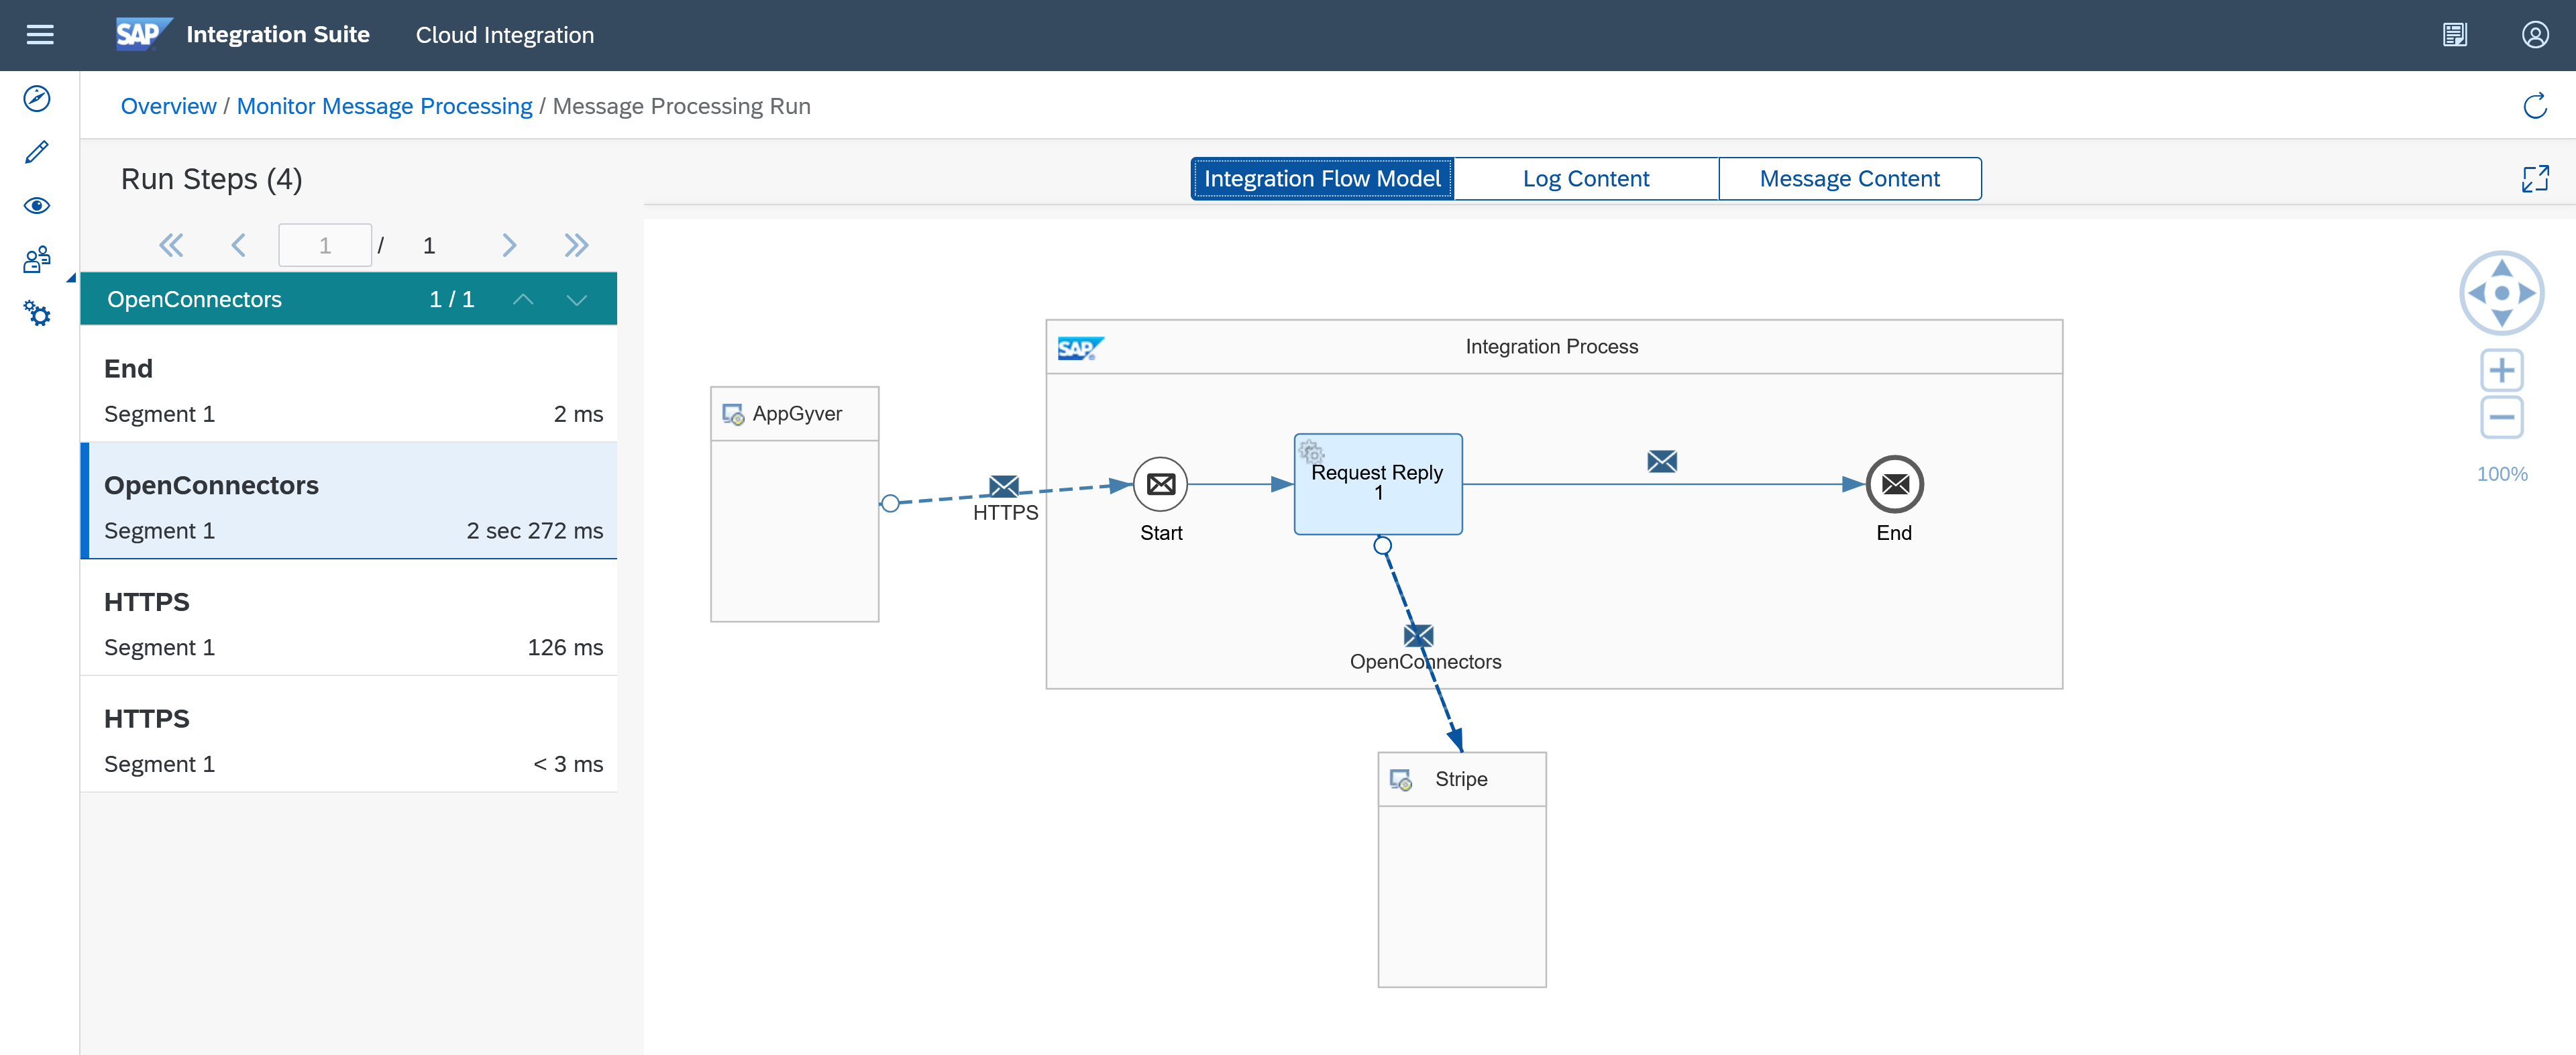 SAP Integration Suite Cloud Integration
Overview / Monitor Message Processing / Message Processing Run
Run Steps (4)
Integration Flow Model Log Content Message Content
1 / 1
OpenConnectors 1 / 1
End
Segment 1 2 ms
OpenConnectors
Segment 1 2 sec 272 ms
HTTPS
Segment 1 126 ms
HTTPS
Segment 1 < 3 ms
SAP Integration Process
AppGyver
HTTPS
Start
Request Reply
1
End
OpenConnectors
Stripe
100%